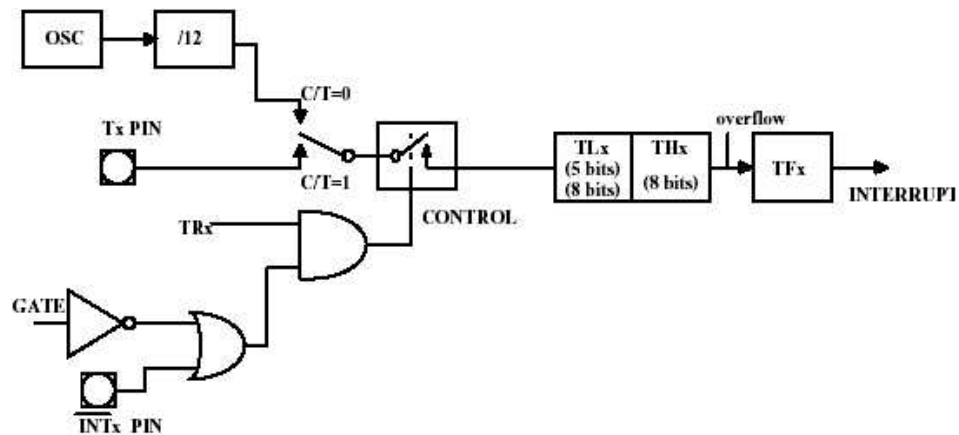 OSC
/12
C/T=0
Tx PIN
C/T=1
overflow
TLx
(5 bits)
(8 bits)
THx
(8 bits)
TFx
INTERRUPT
CONTROL
TRx
GATE
INTx PIN